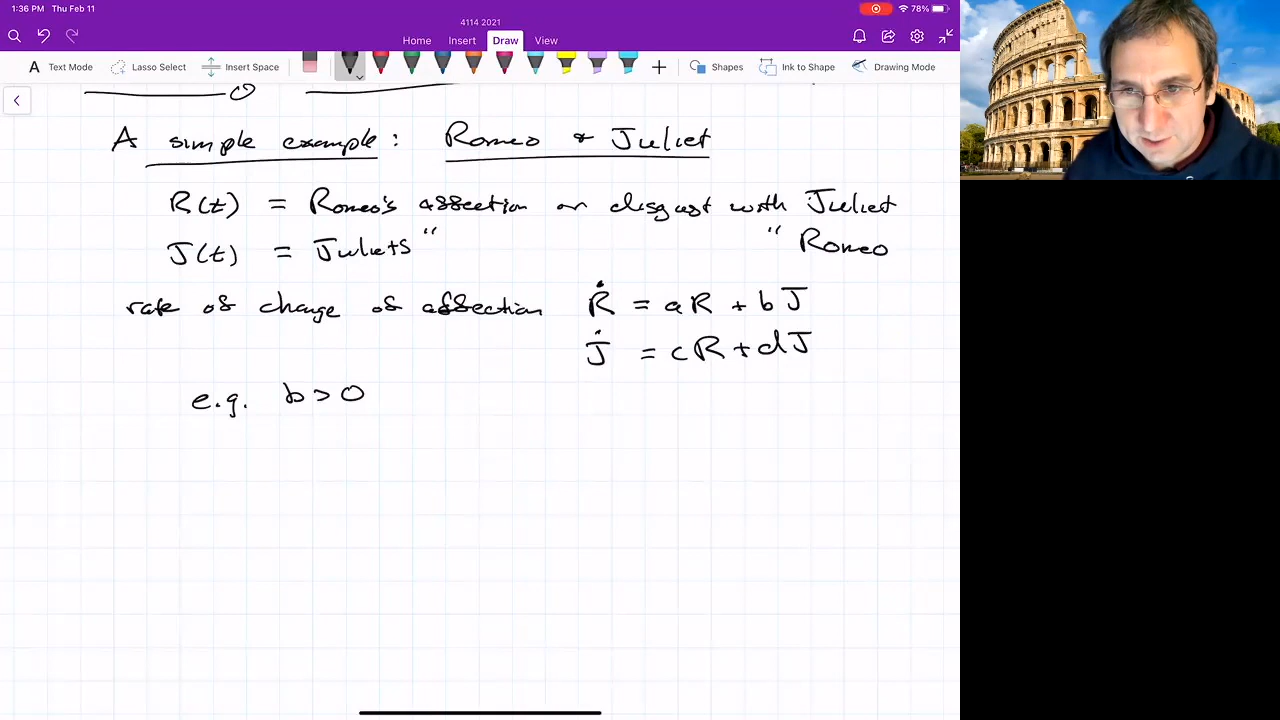 1:36 PM Thu Feb 11
78%
4114 2021
Home Insert Draw View
Text Mode Lasso Select Insert Space Shapes Ink to Shape Drawing Mode
A simple example: Romeo & Juliet
R(t) = Romeo's affection or disgust with Juliet
J(t) = Juliets " " Romeo
rate of change of affection Ṙ = aR + bJ
J̇ = cR + dJ
e.g. b > 0